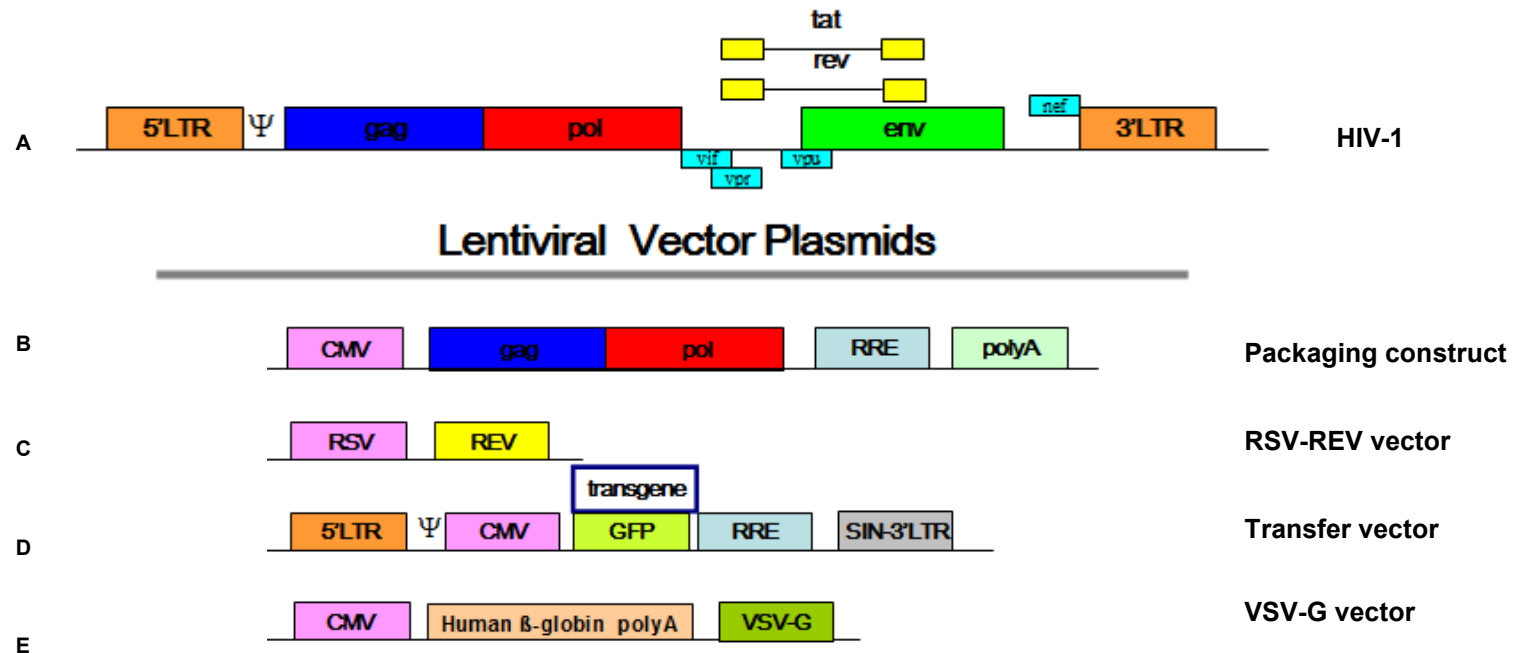 tat
rev
A 5'LTR Ψ gag pol env nef 3'LTR HIV-1
vif vpu
vpr
Lentiviral Vector Plasmids
B CMV gag pol RRE polyA Packaging construct
C RSV REV RSV-REV vector
transgene
D 5'LTR Ψ CMV GFP RRE SIN-3'LTR Transfer vector
E CMV Human ß-globin polyA VSV-G VSV-G vector